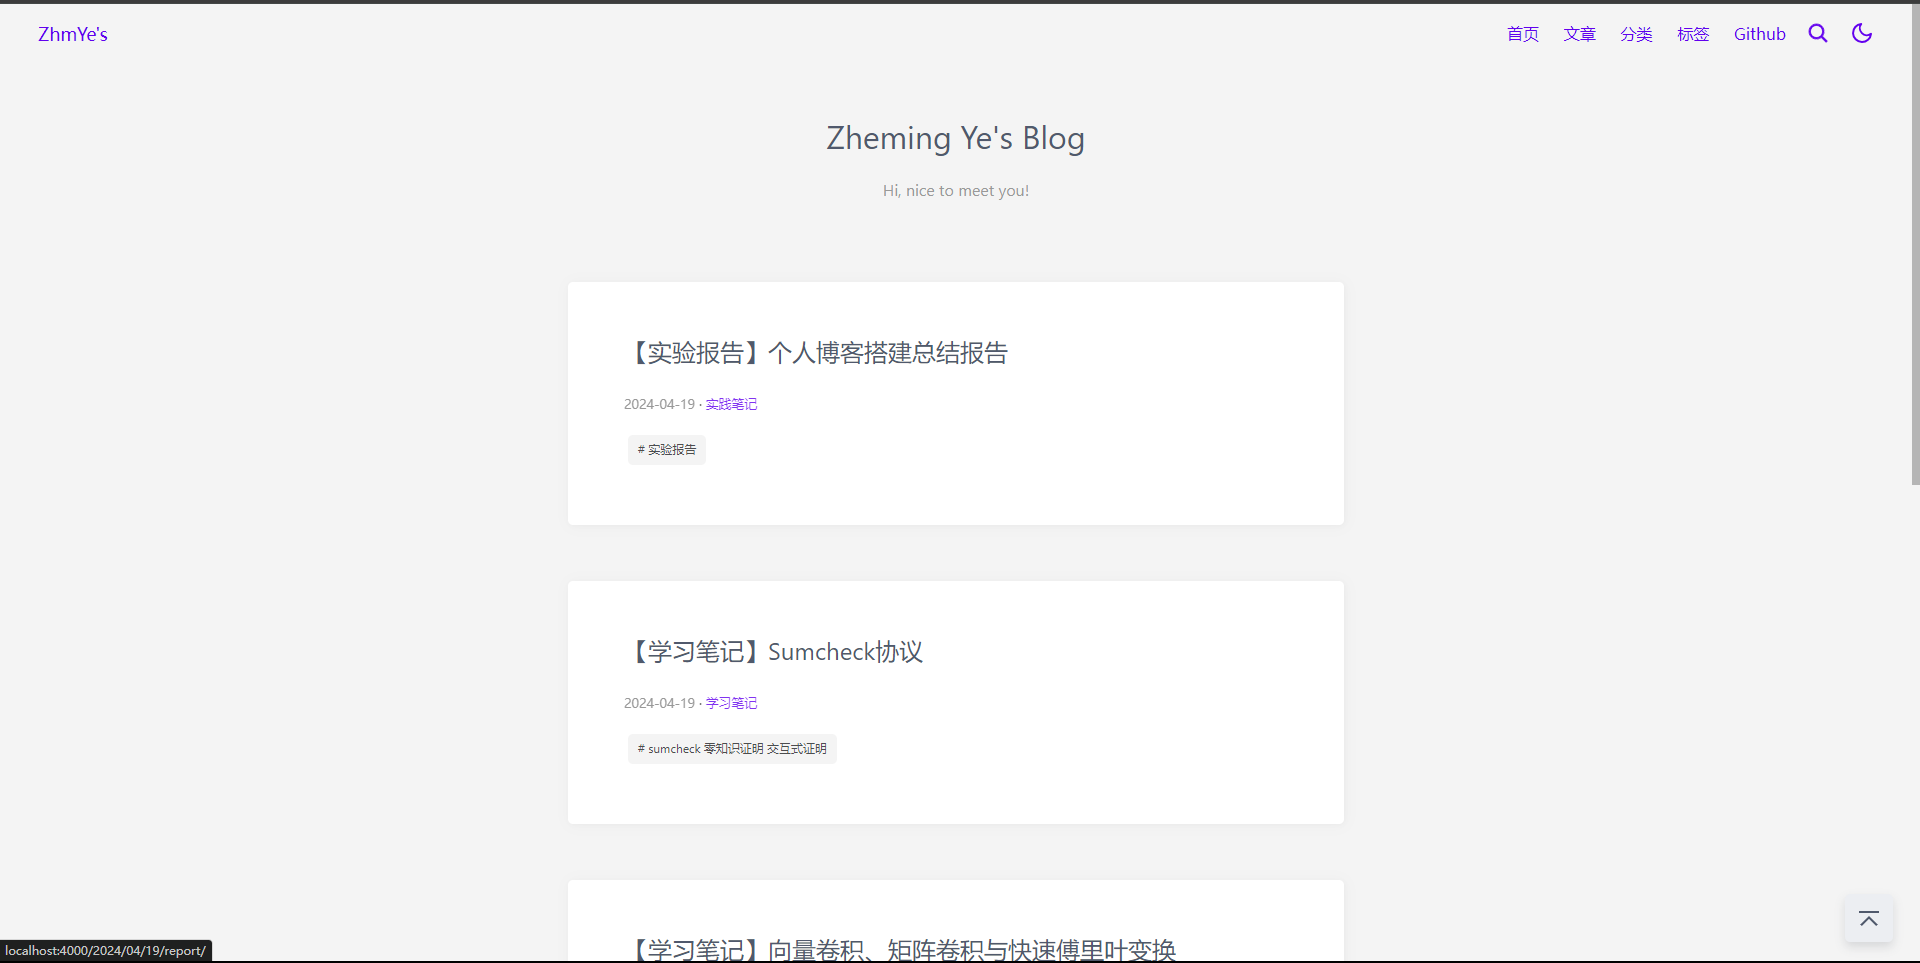 ZhmYe's
首页 文章 分类 标签 Github
Zheming Ye's Blog
Hi, nice to meet you!
【实验报告】个人博客搭建总结报告
2024-04-19 · 实践笔记
# 实验报告
【学习笔记】Sumcheck协议
2024-04-19 · 学习笔记
# sumcheck 零知识证明 交互式证明
【学习笔记】向量卷积、矩阵卷积与快速傅里叶变换
localhost:4000/2024/04/19/report/